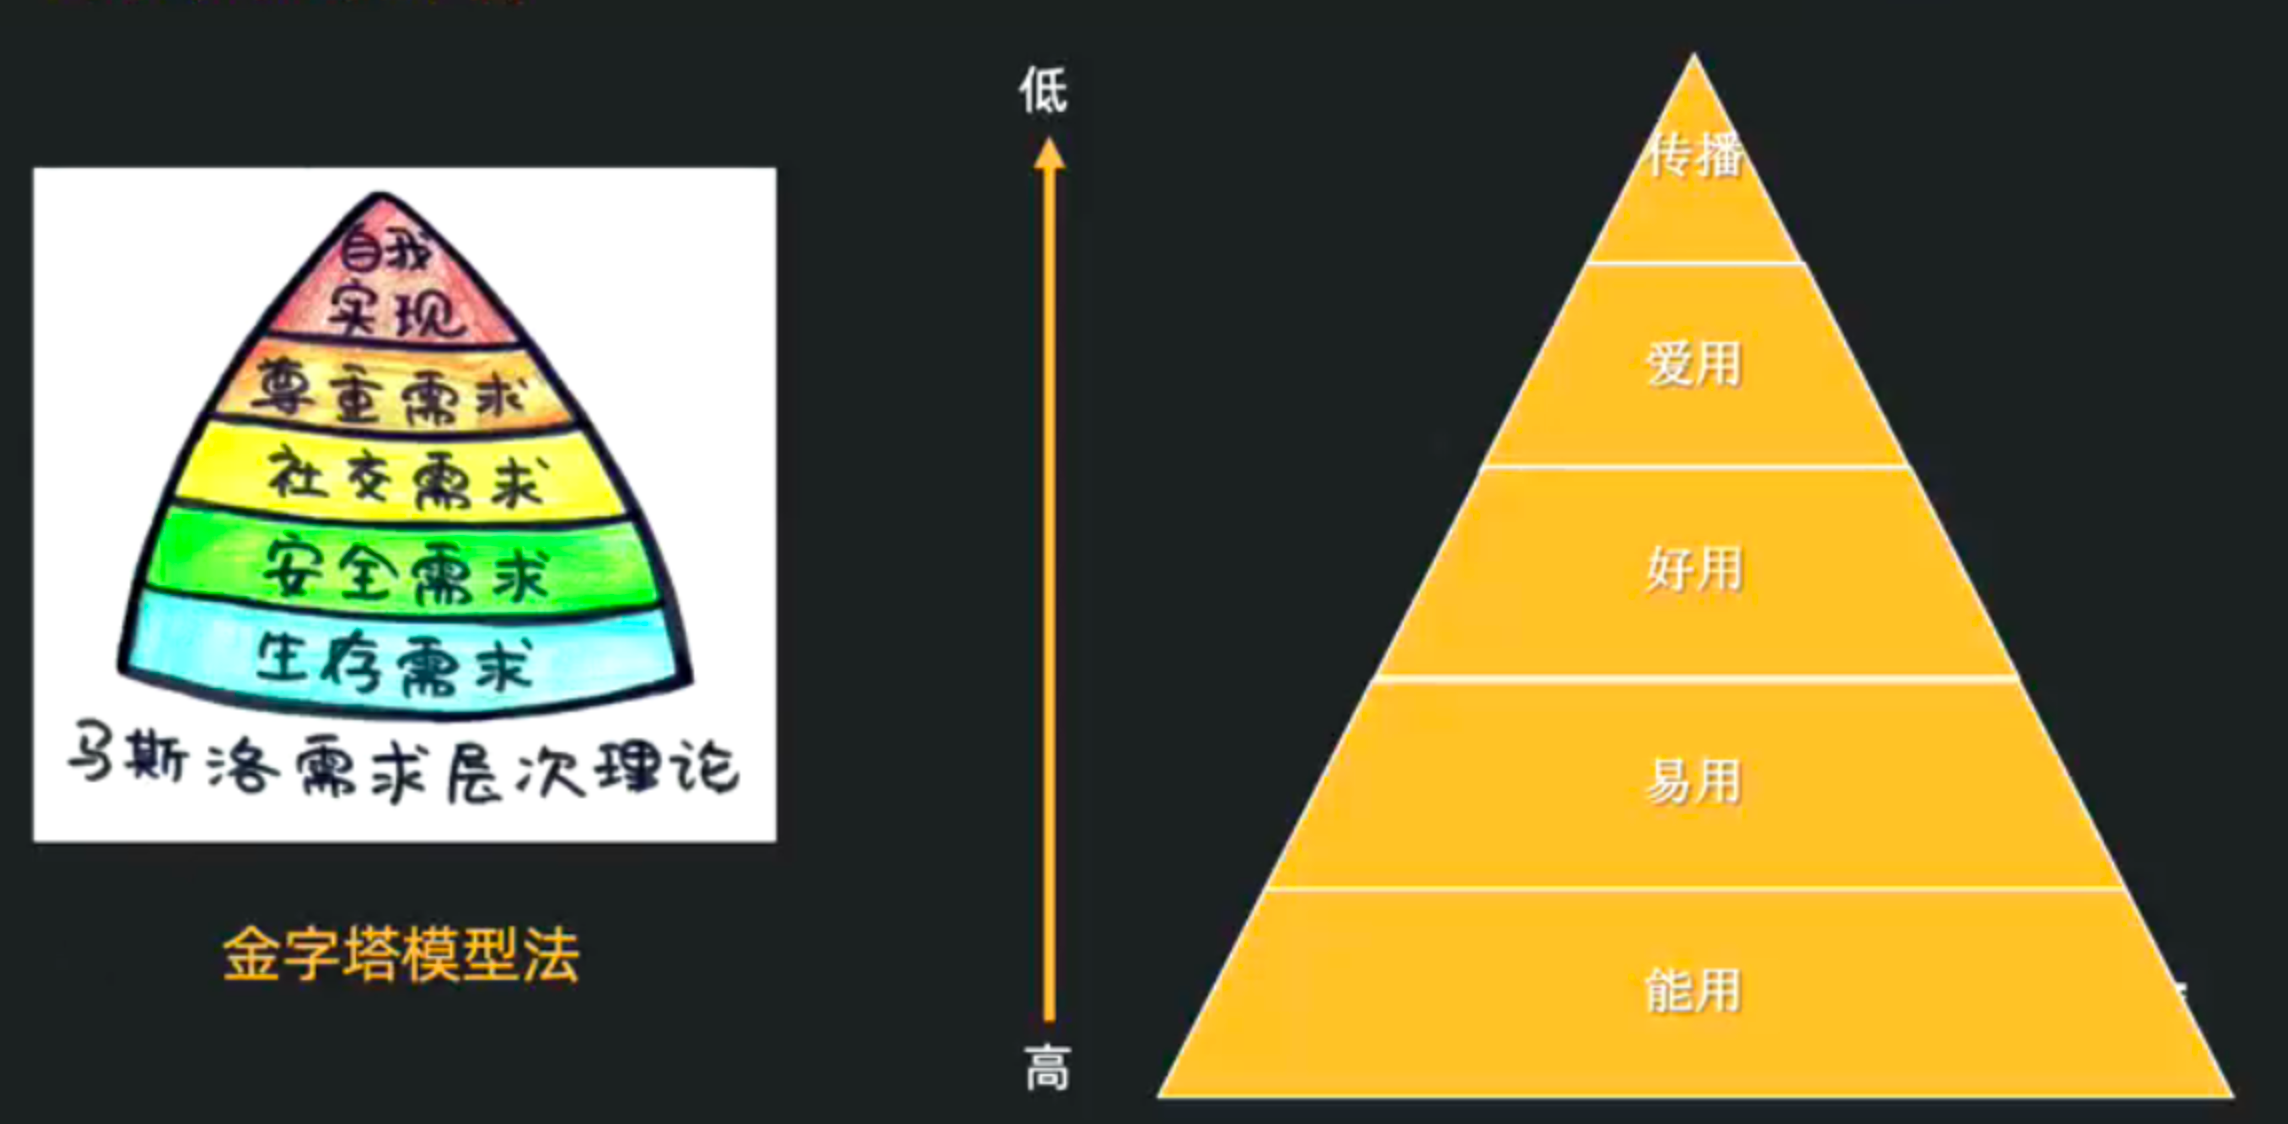 自我
实现
尊重需求
社交需求
安全需求
生存需求
马斯洛需求层次理论
金字塔模型法
低
高
传播
爱用
好用
易用
能用